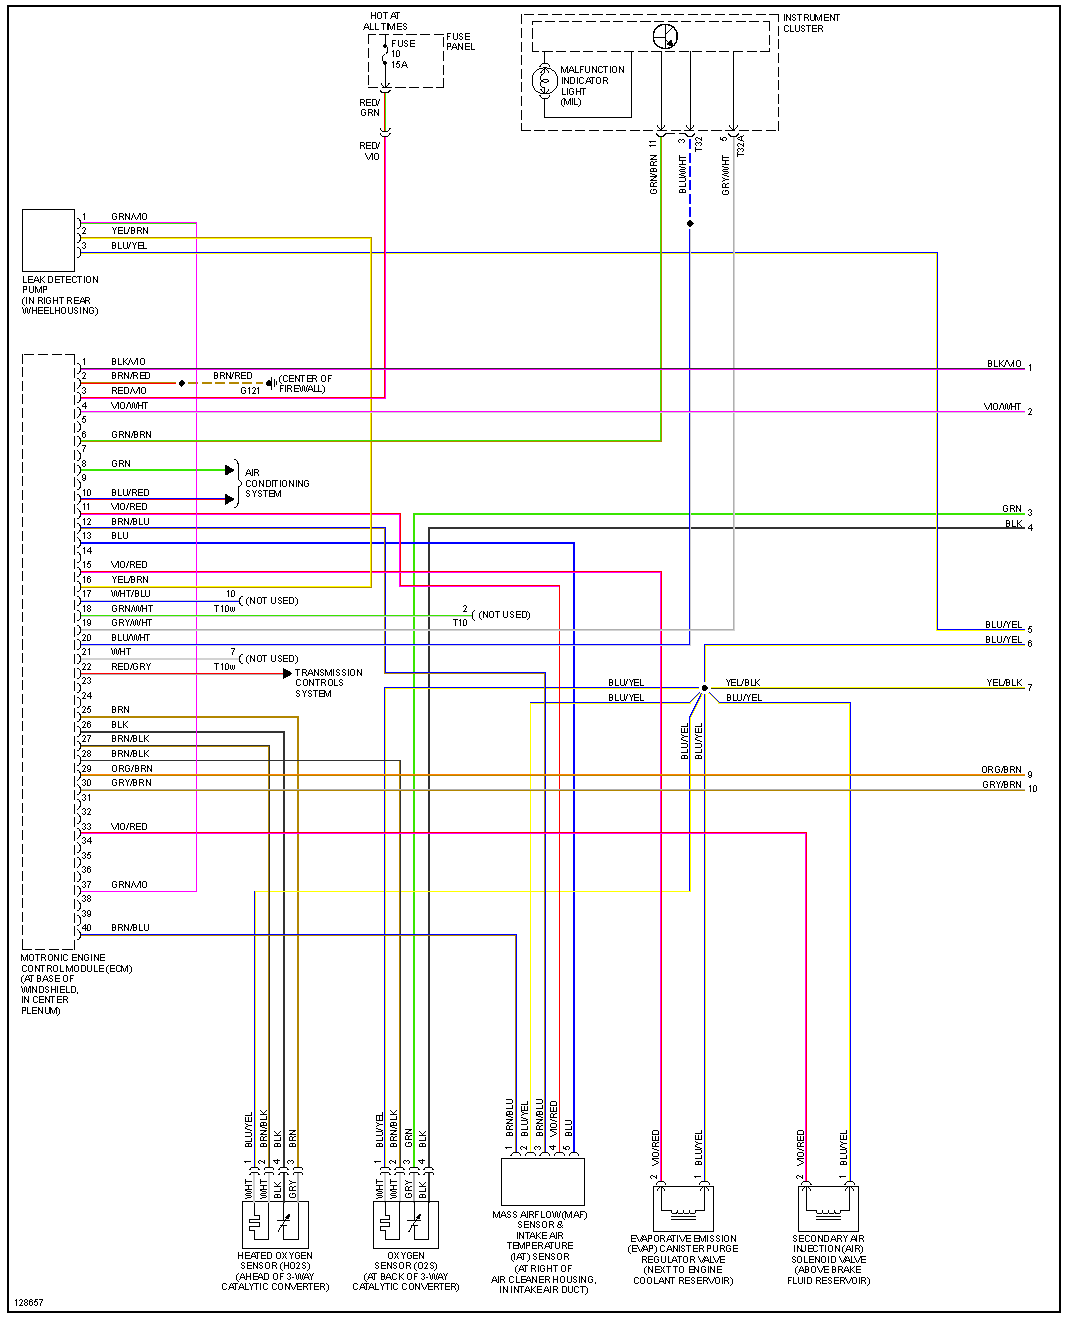 HOT AT
ALL TIMES
FUSE
10
15A
FUSE
PANEL
INSTRUMENT
CLUSTER
MALFUNCTION
INDICATOR
LIGHT
(MIL)
RED/
GRN
RED/
VIO
11
3
T32
5
T32A
GRN/BRN
BLU/WHT
GRY/WHT
1 GRN/VIO
2 YEL/BRN
3 BLU/YEL
LEAK DETECTION
PUMP
(IN RIGHT REAR
WHEELHOUSING)
1 BLK/VIO
BLK/VIO 1
2 BRN/RED
BRN/RED
G121
(CENTER OF
FIREWALL)
3 RED/VIO
4 VIO/WHT
VIO/WHT 2
5
6 GRN/BRN
7
8 GRN
9
AIR
CONDITIONING
SYSTEM
10 BLU/RED
11 VIO/RED
GRN 3
12 BRN/BLU
BLK 4
13 BLU
14
15 VIO/RED
16 YEL/BRN
17 WHT/BLU
10
T10w
(NOT USED)
18 GRN/WHT
2
T10
(NOT USED)
19 GRY/WHT
BLU/YEL 5
20 BLU/WHT
BLU/YEL 6
21 WHT
7
T10w
(NOT USED)
22 RED/GRY
TRANSMISSION
CONTROLS
SYSTEM
23
24
BLU/YEL
YEL/BLK
YEL/BLK 7
BLU/YEL
BLU/YEL
BLU/YEL
BLU/YEL
25 BRN
26 BLK
27 BRN/BLK
28 BRN/BLK
29 ORG/BRN
ORG/BRN 9
30 GRY/BRN
GRY/BRN 10
31
32
33 VIO/RED
34
35
36
37 GRN/VIO
38
39
40 BRN/BLU
MOTRONIC ENGINE
CONTROL MODULE (ECM)
(AT BASE OF
WINDSHIELD,
IN CENTER
PLENUM)
BLU/YEL
BRN/BLK
BLK
BRN
1 2 4 3
WHT
WHT
BLK
GRY
HEATED OXYGEN
SENSOR (HO2S)
(AHEAD OF 3-WAY
CATALYTIC CONVERTER)
BLU/YEL
BRN/BLK
GRN
BLK
1 2 3 4
WHT
WHT
GRY
BLK
OXYGEN
SENSOR (O2S)
(AT BACK OF 3-WAY
CATALYTIC CONVERTER)
BRN/BLU
BLU/YEL
BRN/BLU
VIO/RED
BLU
1 2 3 4 5
MASS AIRFLOW (MAF)
SENSOR &
INTAKE AIR
TEMPERATURE
(IAT) SENSOR
(AT RIGHT OF
AIR CLEANER HOUSING,
IN INTAKE AIR DUCT)
VIO/RED
BLU/YEL
2 1
EVAPORATIVE EMISSION
(EVAP) CANISTER PURGE
REGULATOR VALVE
(NEXT TO ENGINE
COOLANT RESERVOIR)
VIO/RED
BLU/YEL
2 1
SECONDARY AIR
INJECTION (AIR)
SOLENOID VALVE
(ABOVE BRAKE
FLUID RESERVOIR)
128657